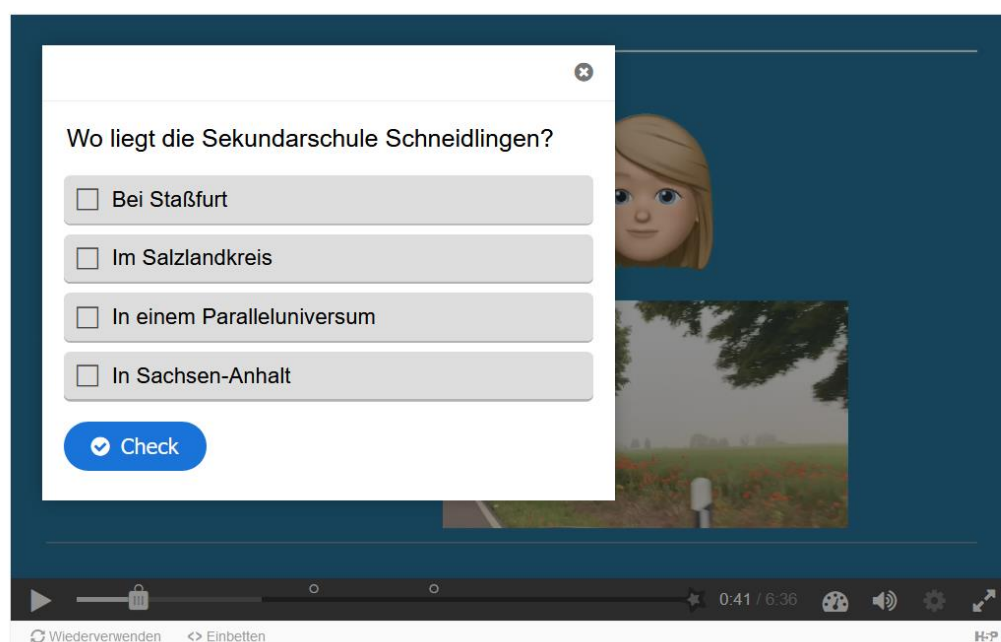 Wo liegt die Sekundarschule Schneidlingen?
Bei Staßfurt
Im Salzlandkreis
In einem Paralleluniversum
In Sachsen-Anhalt
Check
0:41 / 6:36
Wiederverwenden <> Einbetten H-P